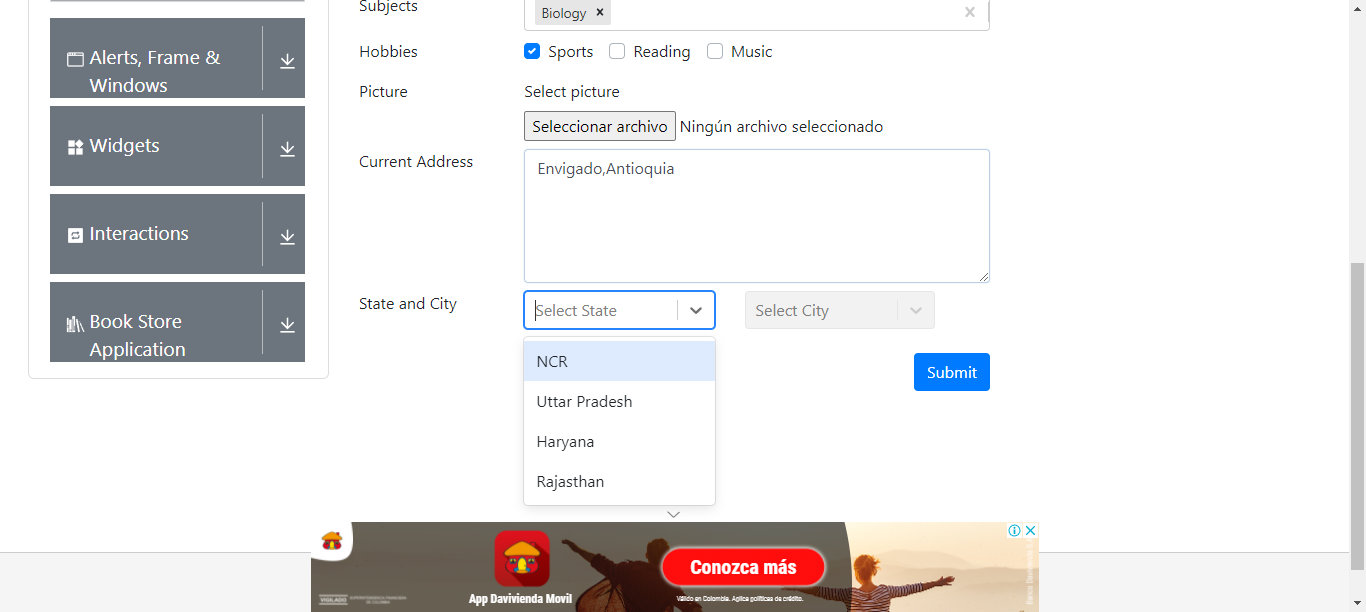 Subjects
Biology ×
Hobbies
Sports
Reading
Music
Picture
Select picture
Seleccionar archivo
Ningún archivo seleccionado
Current Address
Envigado,Antioquia
State and City
Select State
Select City
NCR
Uttar Pradesh
Haryana
Rajasthan
Submit
Alerts, Frame &
Windows
Widgets
Interactions
Book Store
Application
App Davivienda Movil
Conozca más
Válido en Colombia. Aplica políticas de crédito.
VIGILADO